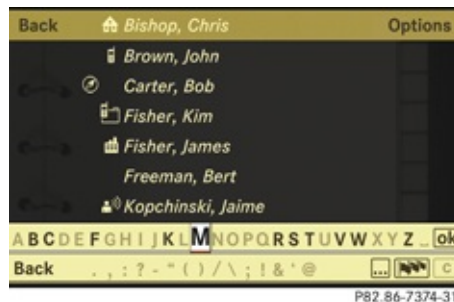 Back Bishop, Chris Options
Brown, John
Carter, Bob
Fisher, Kim
Fisher, James
Freeman, Bert
Kopchinski, Jaime
A B C D E F G H I J K L M N O P Q R S T U V W X Y Z _ ok
Back . , : ? - " ( ) / \ ; ! & ' @ ... C
P82.86-7374-31